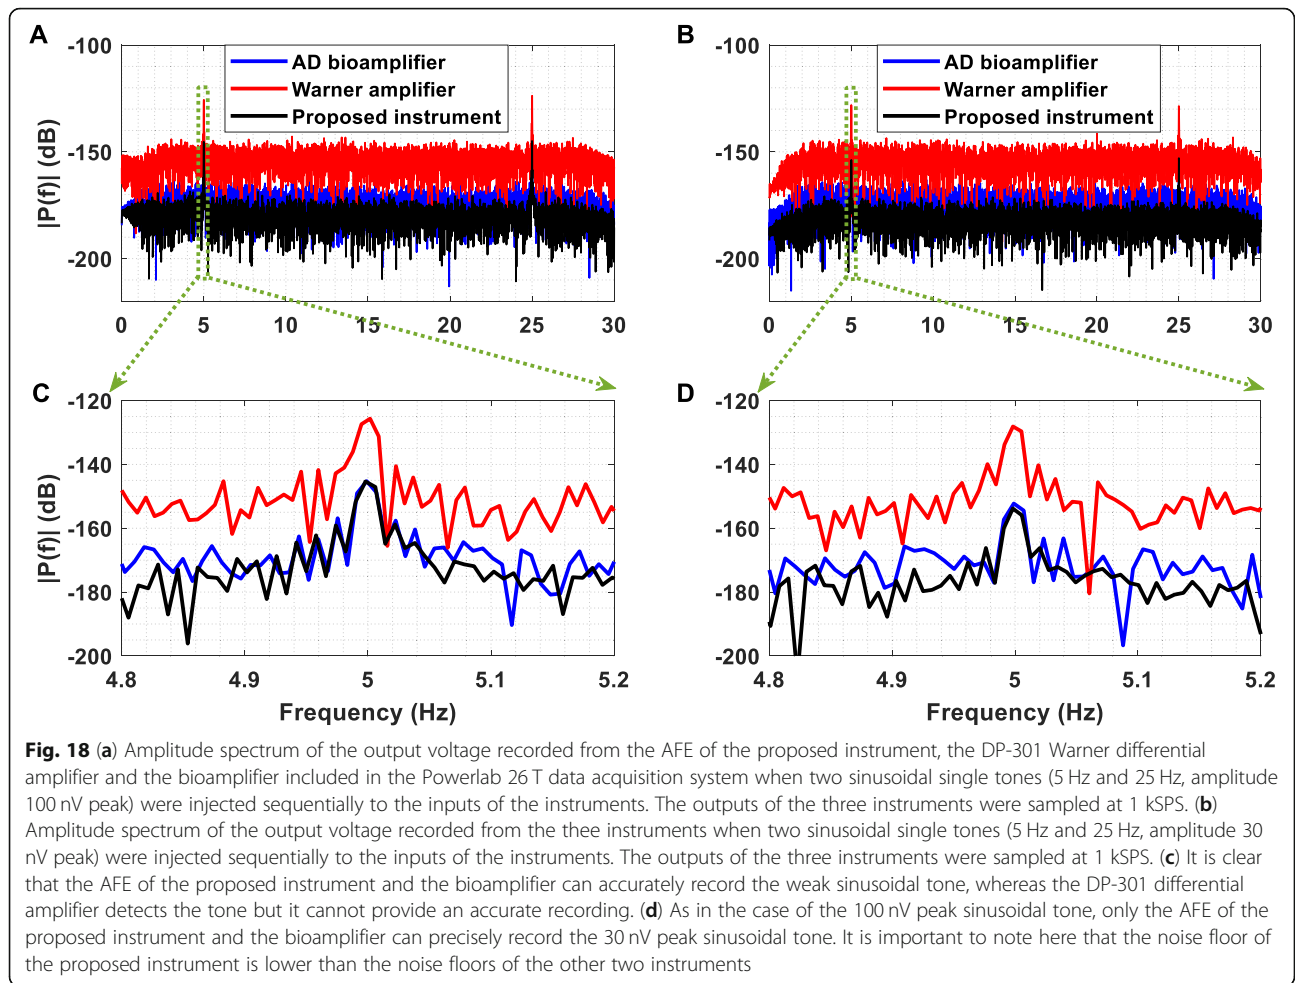 A
B
-100
-150
-200
|P(f)| (dB)
AD bioamplifier
Warner amplifier
Proposed instrument
0 5 10 15 20 25 30
-100
-150
-200
AD bioamplifier
Warner amplifier
Proposed instrument
0 5 10 15 20 25 30
C
D
-120
-140
-160
-180
-200
|P(f)| (dB)
4.8 4.9 5 5.1 5.2
Frequency (Hz)
-120
-140
-160
-180
-200
4.8 4.9 5 5.1 5.2
Frequency (Hz)
Fig. 18 (a) Amplitude spectrum of the output voltage recorded from the AFE of the proposed instrument, the DP-301 Warner differential
amplifier and the bioamplifier included in the Powerlab 26 T data acquisition system when two sinusoidal single tones (5 Hz and 25 Hz, amplitude
100 nV peak) were injected sequentially to the inputs of the instruments. The outputs of the three instruments were sampled at 1 kSPS. (b)
Amplitude spectrum of the output voltage recorded from the three instruments when two sinusoidal single tones (5 Hz and 25 Hz, amplitude 30
nV peak) were injected sequentially to the inputs of the instruments. The outputs of the three instruments were sampled at 1 kSPS. (c) It is clear
that the AFE of the proposed instrument and the bioamplifier can accurately record the weak sinusoidal tone, whereas the DP-301 differential
amplifier detects the tone but it cannot provide an accurate recording. (d) As in the case of the 100 nV peak sinusoidal tone, only the AFE of the
proposed instrument and the bioamplifier can precisely record the 30 nV peak sinusoidal tone. It is important to note here that the noise floor of
the proposed instrument is lower than the noise floors of the other two instruments